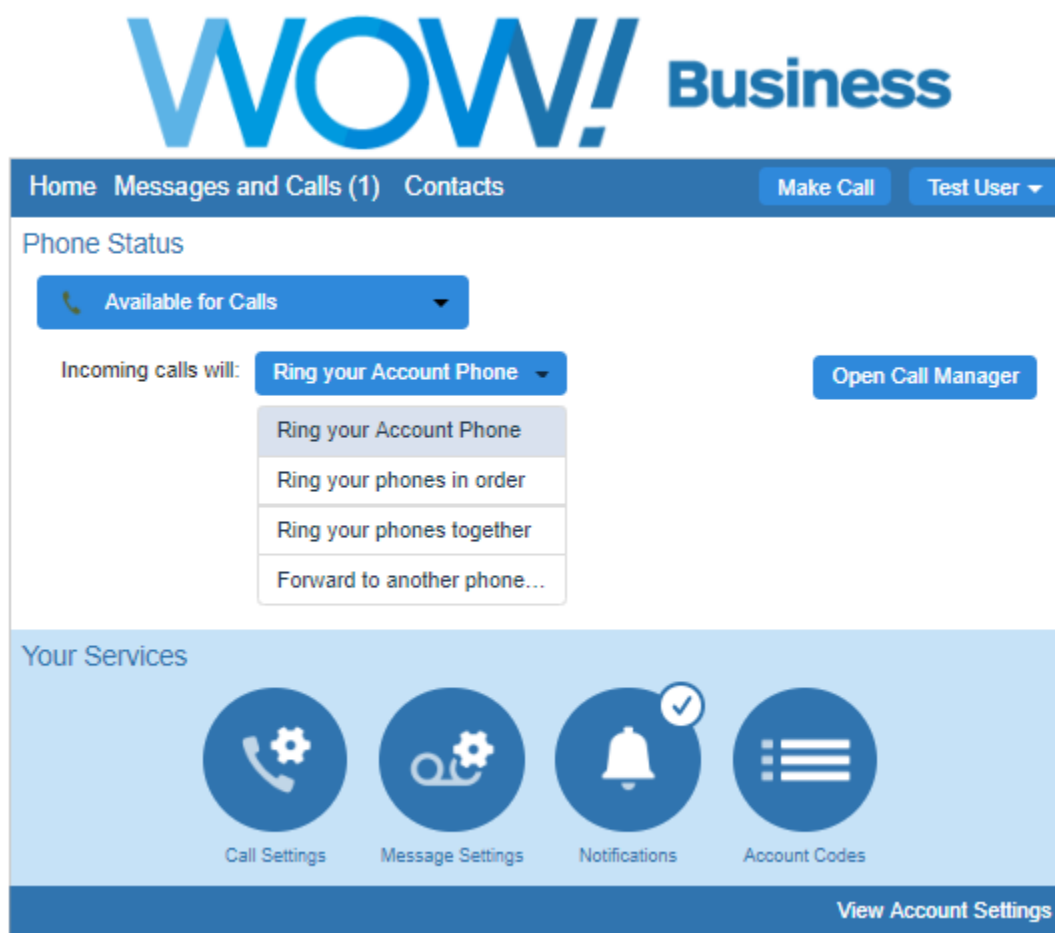 WOW! Business
Home Messages and Calls (1) Contacts Make Call Test User
Phone Status
Available for Calls
Incoming calls will: Ring your Account Phone Open Call Manager
Ring your Account Phone
Ring your phones in order
Ring your phones together
Forward to another phone...
Your Services
Call Settings Message Settings Notifications Account Codes
View Account Settings